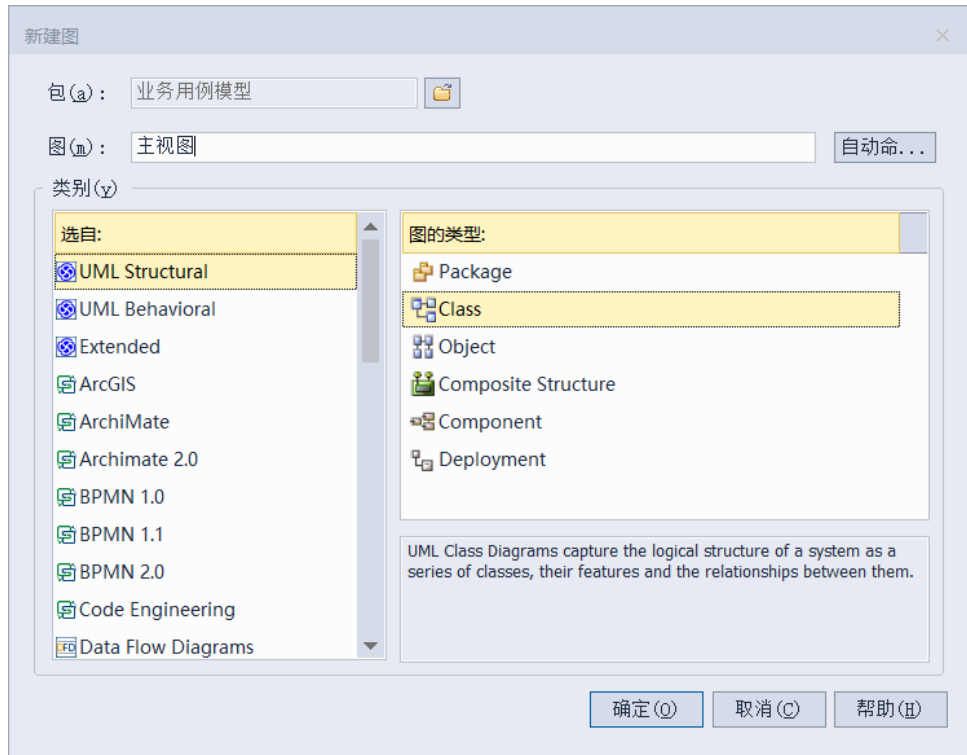 新建图
包(a): 业务用例模型
图(m): 主视图 自动命...
类别(y)
选自:
UML Structural
UML Behavioral
Extended
ArcGIS
ArchiMate
Archimate 2.0
BPMN 1.0
BPMN 1.1
BPMN 2.0
Code Engineering
Data Flow Diagrams
图的类型:
Package
Class
Object
Composite Structure
Component
Deployment
UML Class Diagrams capture the logical structure of a system as a
series of classes, their features and the relationships between them.
确定(O) 取消(C) 帮助(H)